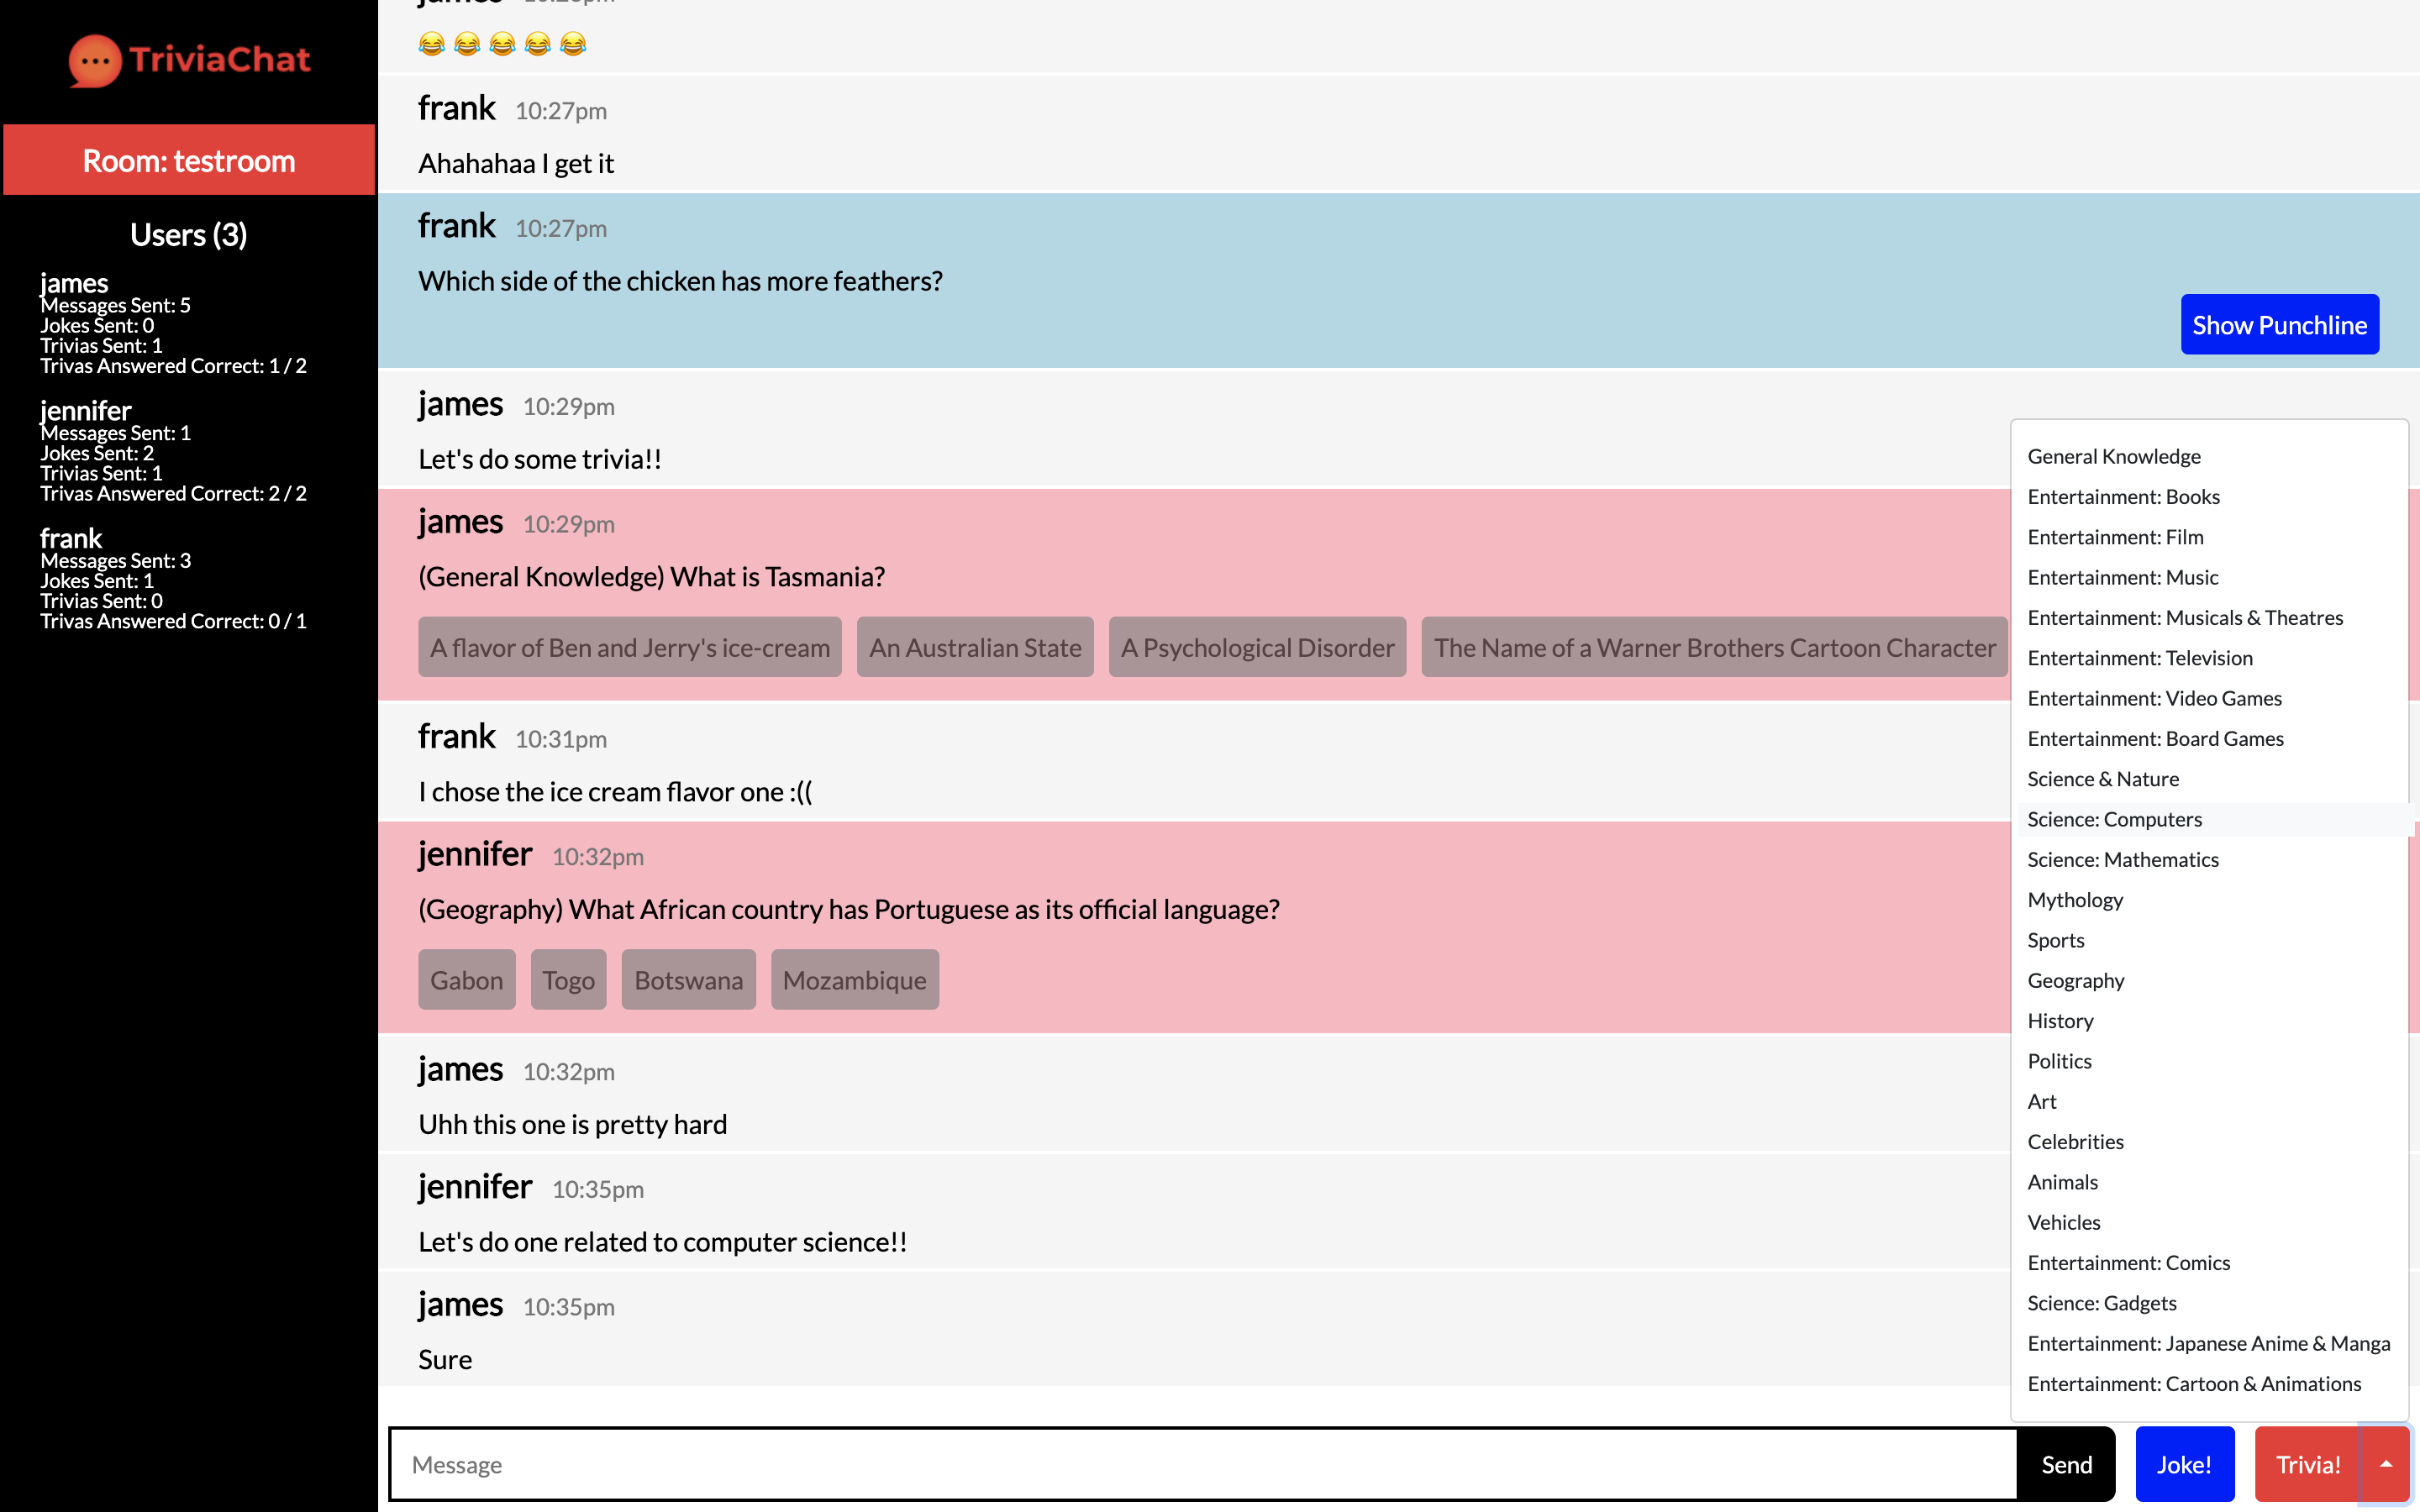 TriviaChat
Room: testroom
Users (3)
james
Messages Sent: 5
Jokes Sent: 0
Trivias Sent: 1
Trivas Answered Correct: 1 / 2
jennifer
Messages Sent: 1
Jokes Sent: 2
Trivias Sent: 1
Trivas Answered Correct: 2 / 2
frank
Messages Sent: 3
Jokes Sent: 1
Trivias Sent: 0
Trivas Answered Correct: 0 / 1
james
😂 😂 😂 😂 😂
frank 10:27pm
Ahahahaa I get it
frank 10:27pm
Which side of the chicken has more feathers?
Show Punchline
james 10:29pm
Let's do some trivia!!
james 10:29pm
(General Knowledge) What is Tasmania?
A flavor of Ben and Jerry's ice-cream An Australian State A Psychological Disorder The Name of a Warner Brothers Cartoon Character
frank 10:31pm
I chose the ice cream flavor one :((
jennifer 10:32pm
(Geography) What African country has Portuguese as its official language?
Gabon Togo Botswana Mozambique
james 10:32pm
Uhh this one is pretty hard
jennifer 10:35pm
Let's do one related to computer science!!
james 10:35pm
Sure
General Knowledge
Entertainment: Books
Entertainment: Film
Entertainment: Music
Entertainment: Musicals & Theatres
Entertainment: Television
Entertainment: Video Games
Entertainment: Board Games
Science & Nature
Science: Computers
Science: Mathematics
Mythology
Sports
Geography
History
Politics
Art
Celebrities
Animals
Vehicles
Entertainment: Comics
Science: Gadgets
Entertainment: Japanese Anime & Manga
Entertainment: Cartoon & Animations
Message Send Joke! Trivia!